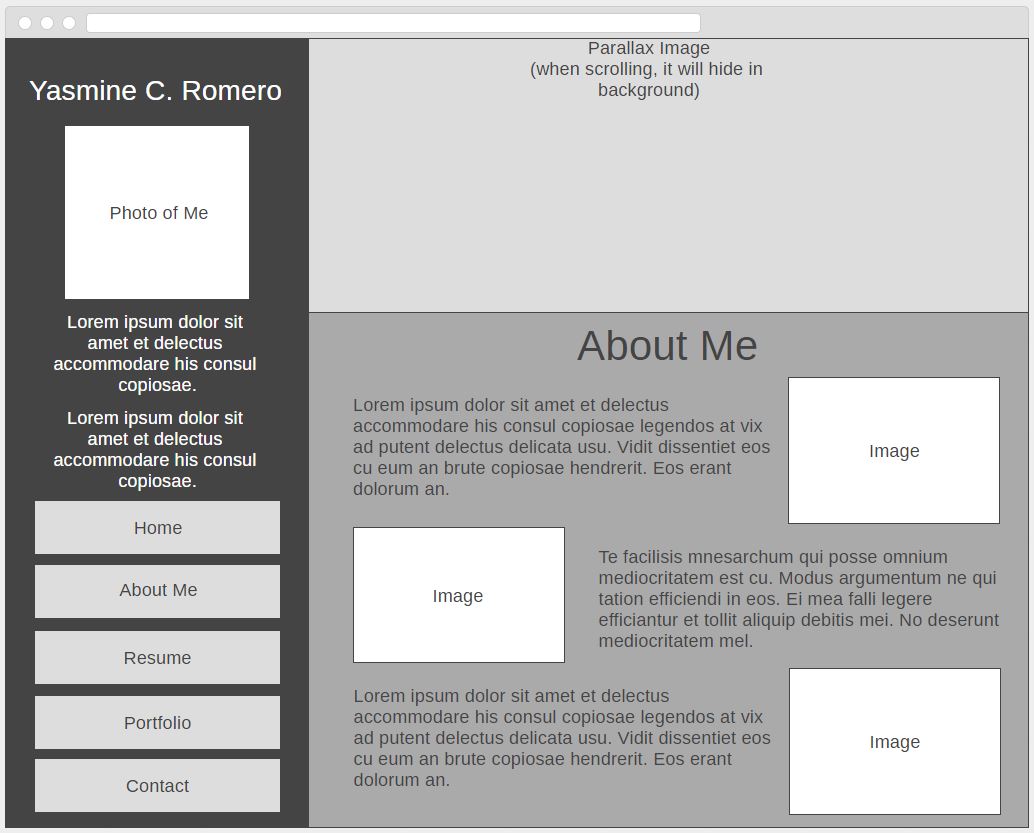 Yasmine C. Romero
Photo of Me
Lorem ipsum dolor sit
amet et delectus
accommodare his consul
copiosae.
Lorem ipsum dolor sit
amet et delectus
accommodare his consul
copiosae.
Home
About Me
Resume
Portfolio
Contact
Parallax Image
(when scrolling, it will hide in
background)
About Me
Lorem ipsum dolor sit amet et delectus
accommodare his consul copiosae legendos at vix
ad putent delectus delicata usu. Vidit dissentiet eos
cu eum an brute copiosae hendrerit. Eos erant
dolorum an.
Image
Image
Te facilisis mnesarchum qui posse omnium
mediocritatem est cu. Modus argumentum ne qui
tation efficiendi in eos. Ei mea falli legere
efficiantur et tollit aliquip debitis mei. No deserunt
mediocritatem mel.
Lorem ipsum dolor sit amet et delectus
accommodare his consul copiosae legendos at vix
ad putent delectus delicata usu. Vidit dissentiet eos
cu eum an brute copiosae hendrerit. Eos erant
dolorum an.
Image